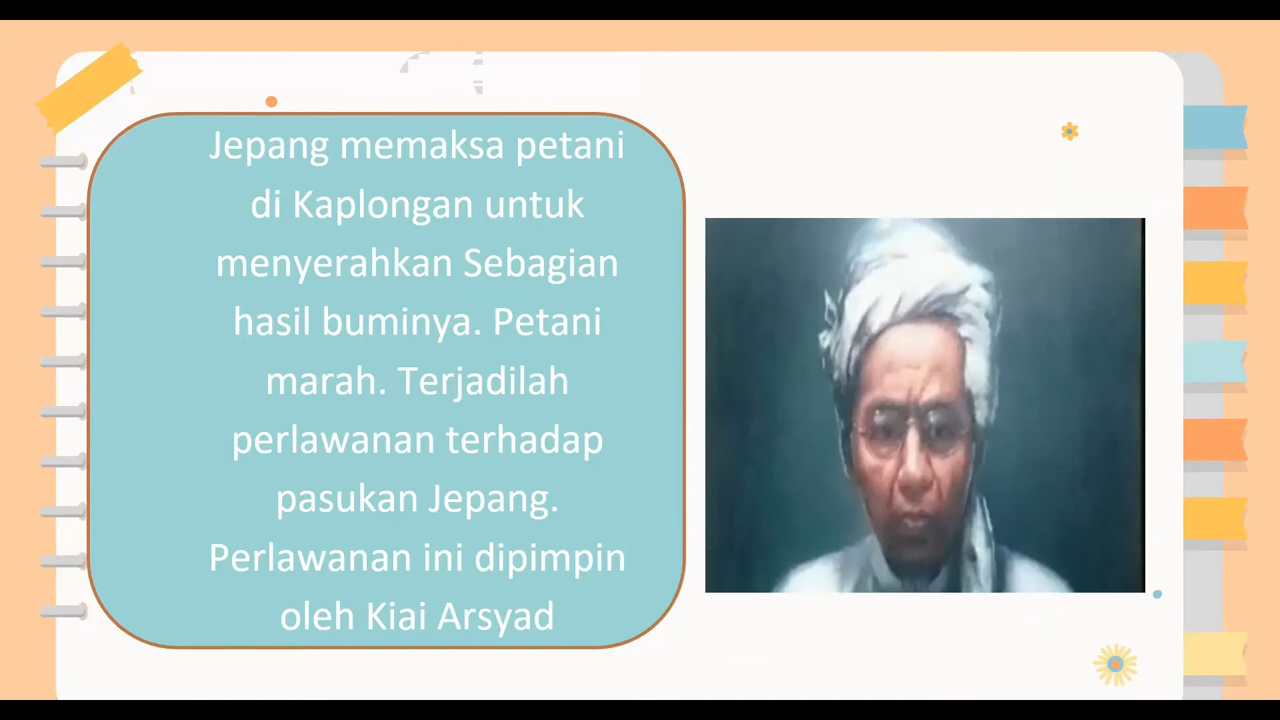 Jepang memaksa petani
di Kaplongan untuk
menyerahkan Sebagian
hasil buminya. Petani
marah. Terjadilah
perlawanan terhadap
pasukan Jepang.
Perlawanan ini dipimpin
oleh Kiai Arsyad